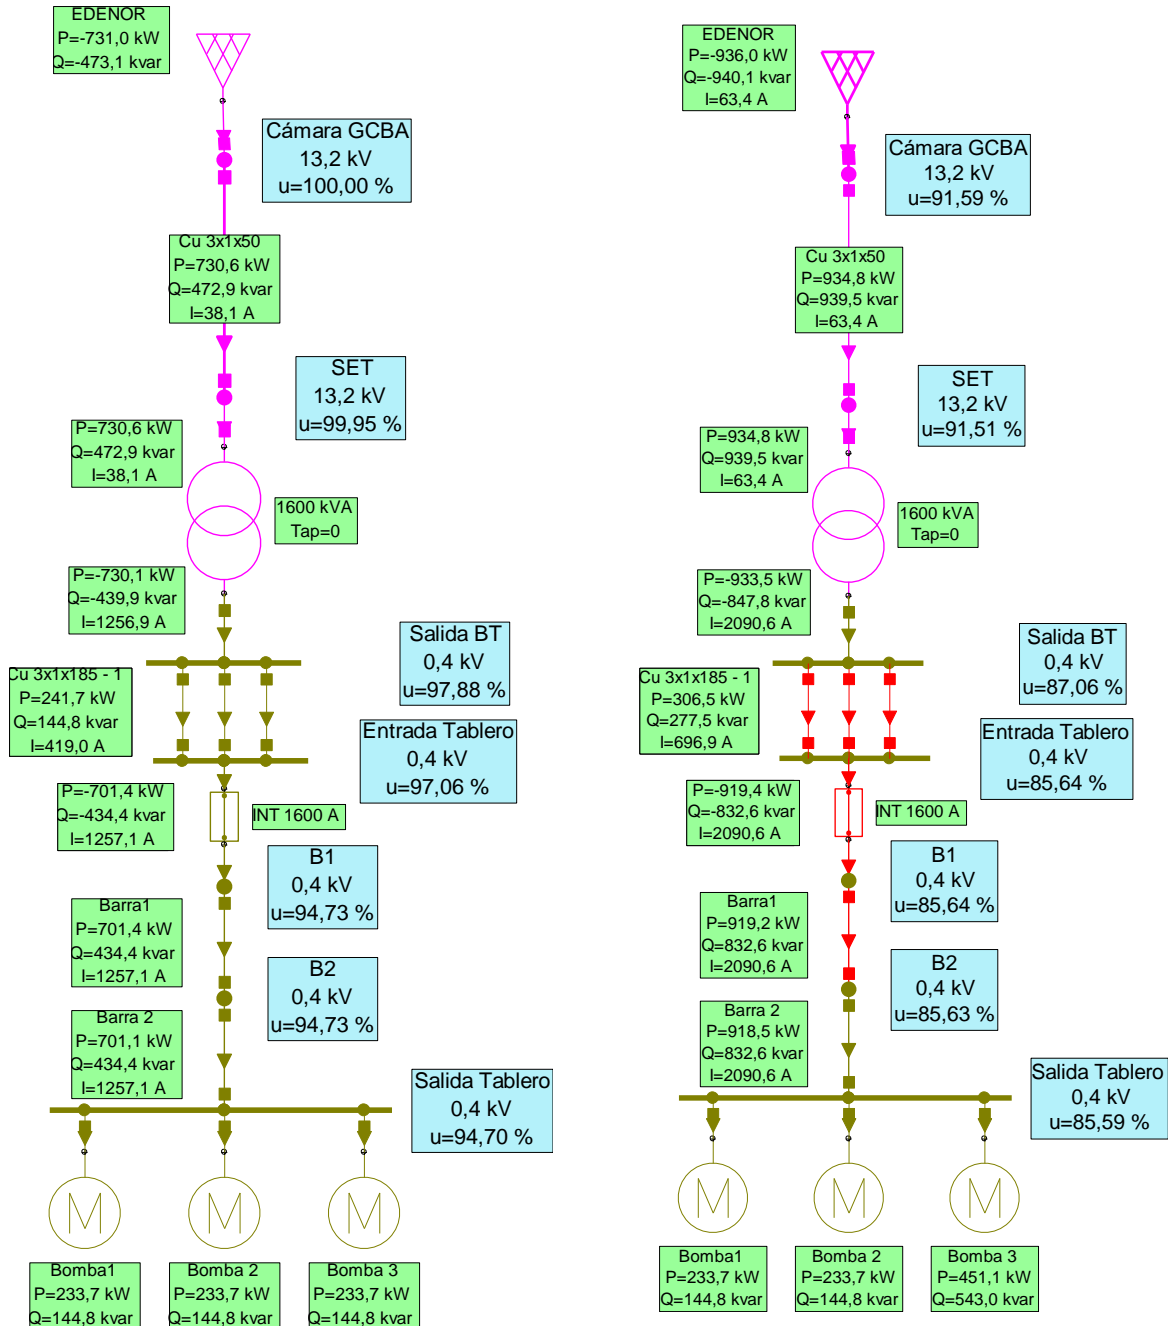 EDENOR
P=-731,0 kW
Q=-473,1 kvar
Cámara GCBA
13,2 kV
u=100,00 %
Cu 3x1x50
P=730,6 kW
Q=472,9 kvar
I=38,1 A
SET
13,2 kV
u=99,95 %
P=730,6 kW
Q=472,9 kvar
I=38,1 A
1600 kVA
Tap=0
P=-730,1 kW
Q=-439,9 kvar
I=1256,9 A
Salida BT
0,4 kV
u=97,88 %
Cu 3x1x185 - 1
P=241,7 kW
Q=144,8 kvar
I=419,0 A
Entrada Tablero
0,4 kV
u=97,06 %
P=-701,4 kW
Q=-434,4 kvar
I=1257,1 A
INT 1600 A
B1
0,4 kV
u=94,73 %
Barra1
P=701,4 kW
Q=434,4 kvar
I=1257,1 A
B2
0,4 kV
u=94,73 %
Barra 2
P=701,1 kW
Q=434,4 kvar
I=1257,1 A
Salida Tablero
0,4 kV
u=94,70 %
M
M
M
Bomba1
P=233,7 kW
Q=144,8 kvar
Bomba 2
P=233,7 kW
Q=144,8 kvar
Bomba 3
P=233,7 kW
Q=144,8 kvar
EDENOR
P=-936,0 kW
Q=-940,1 kvar
I=63,4 A
Cámara GCBA
13,2 kV
u=91,59 %
Cu 3x1x50
P=934,8 kW
Q=939,5 kvar
I=63,4 A
SET
13,2 kV
u=91,51 %
P=934,8 kW
Q=939,5 kvar
I=63,4 A
1600 kVA
Tap=0
P=-933,5 kW
Q=-847,8 kvar
I=2090,6 A
Salida BT
0,4 kV
u=87,06 %
Cu 3x1x185 - 1
P=306,5 kW
Q=277,5 kvar
I=696,9 A
Entrada Tablero
0,4 kV
u=85,64 %
P=-919,4 kW
Q=-832,6 kvar
I=2090,6 A
INT 1600 A
B1
0,4 kV
u=85,64 %
Barra1
P=919,2 kW
Q=832,6 kvar
I=2090,6 A
B2
0,4 kV
u=85,63 %
Barra 2
P=918,5 kW
Q=832,6 kvar
I=2090,6 A
Salida Tablero
0,4 kV
u=85,59 %
M
M
M
Bomba1
P=233,7 kW
Q=144,8 kvar
Bomba 2
P=233,7 kW
Q=144,8 kvar
Bomba 3
P=451,1 kW
Q=543,0 kvar